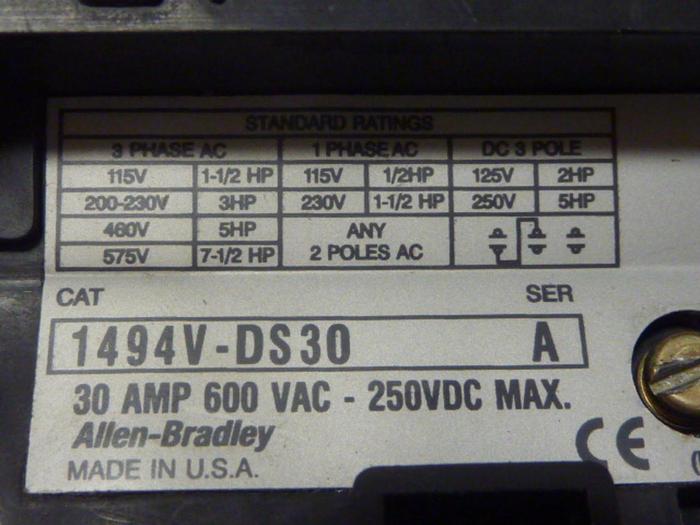 STANDARD RATINGS
3 PHASE AC 1 PHASE AC DC 3 POLE
115V 1-1/2 HP 115V 1/2HP 125V 2HP
200-230V 3HP 230V 1-1/2 HP 250V 5HP
460V 5HP ANY
575V 7-1/2 HP 2 POLES AC
CAT SER
1494V-DS30 A
30 AMP 600 VAC - 250VDC MAX.
Allen-Bradley
MADE IN U.S.A.
CE